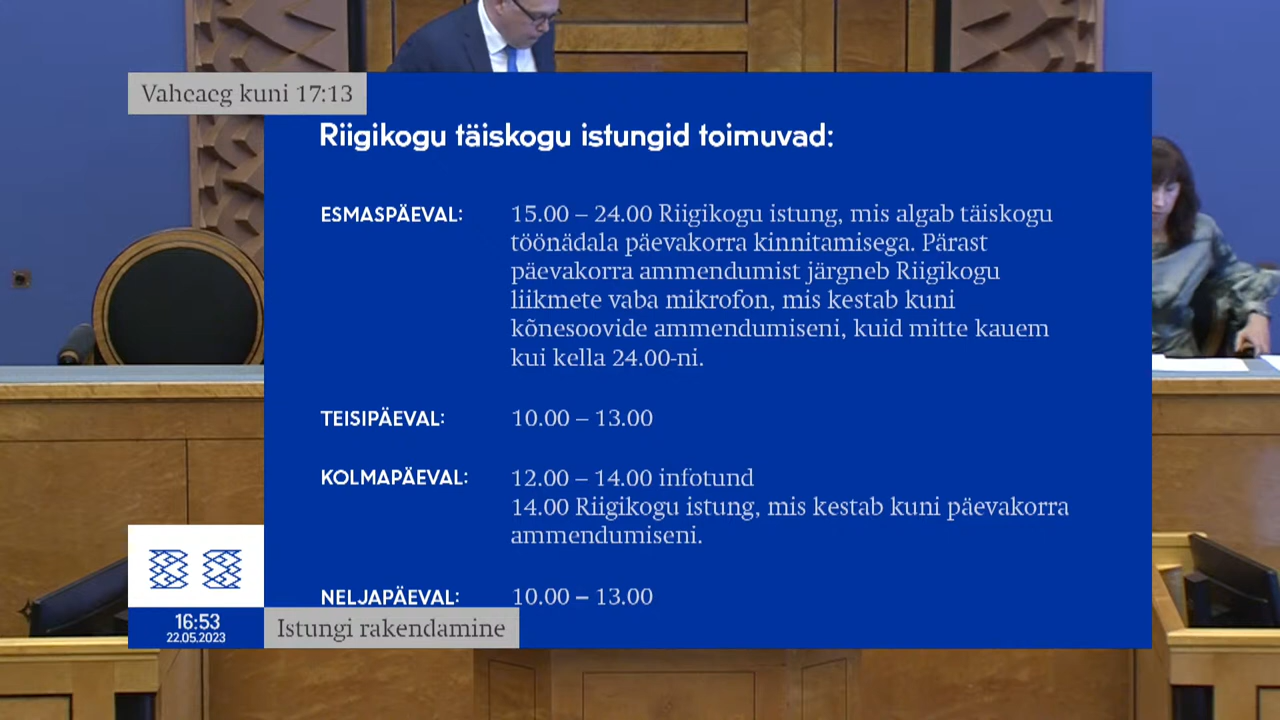 Vaheaeg kuni 17:13
Riigikogu täiskogu istungid toimuvad:
ESMASPÄEVAL:
15.00 – 24.00 Riigikogu istung, mis algab täiskogu
töönädala päevakorra kinnitamisega. Pärast
päevakorra ammendumist järgneb Riigikogu
liikmete vaba mikrofon, mis kestab kuni
kõnesoovide ammendumiseni, kuid mitte kauem
kui kella 24.00-ni.
TEISIPÄEVAL:
10.00 – 13.00
KOLMAPÄEVAL:
12.00 – 14.00 infotund
14.00 Riigikogu istung, mis kestab kuni päevakorra
ammendumiseni.
NELJAPÄEVAL:
10.00 – 13.00
16:53
22.05.2023
Istungi rakendamine